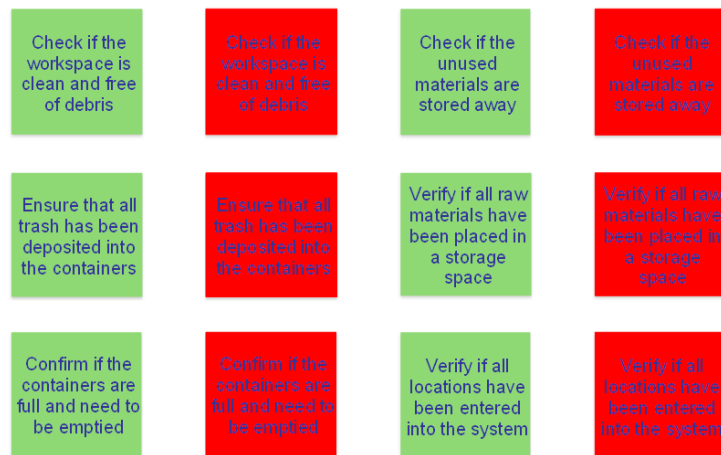 Check if the
workspace is
clean and free
of debris
Check if the
workspace is
clean and free
of debris
Check if the
unused
materials are
stored away
Check if the
unused
materials are
stored away
Ensure that all
trash has been
deposited into
the containers
Ensure that all
trash has been
deposited into
the containers
Verify if all raw
materials have
been placed in
a storage
space
Verify if all raw
materials have
been placed in
a storage
space
Confirm if the
containers are
full and need to
be emptied
Confirm if the
containers are
full and need to
be emptied
Verify if all
locations have
been entered
into the system
Verify if all
locations have
been entered
into the system